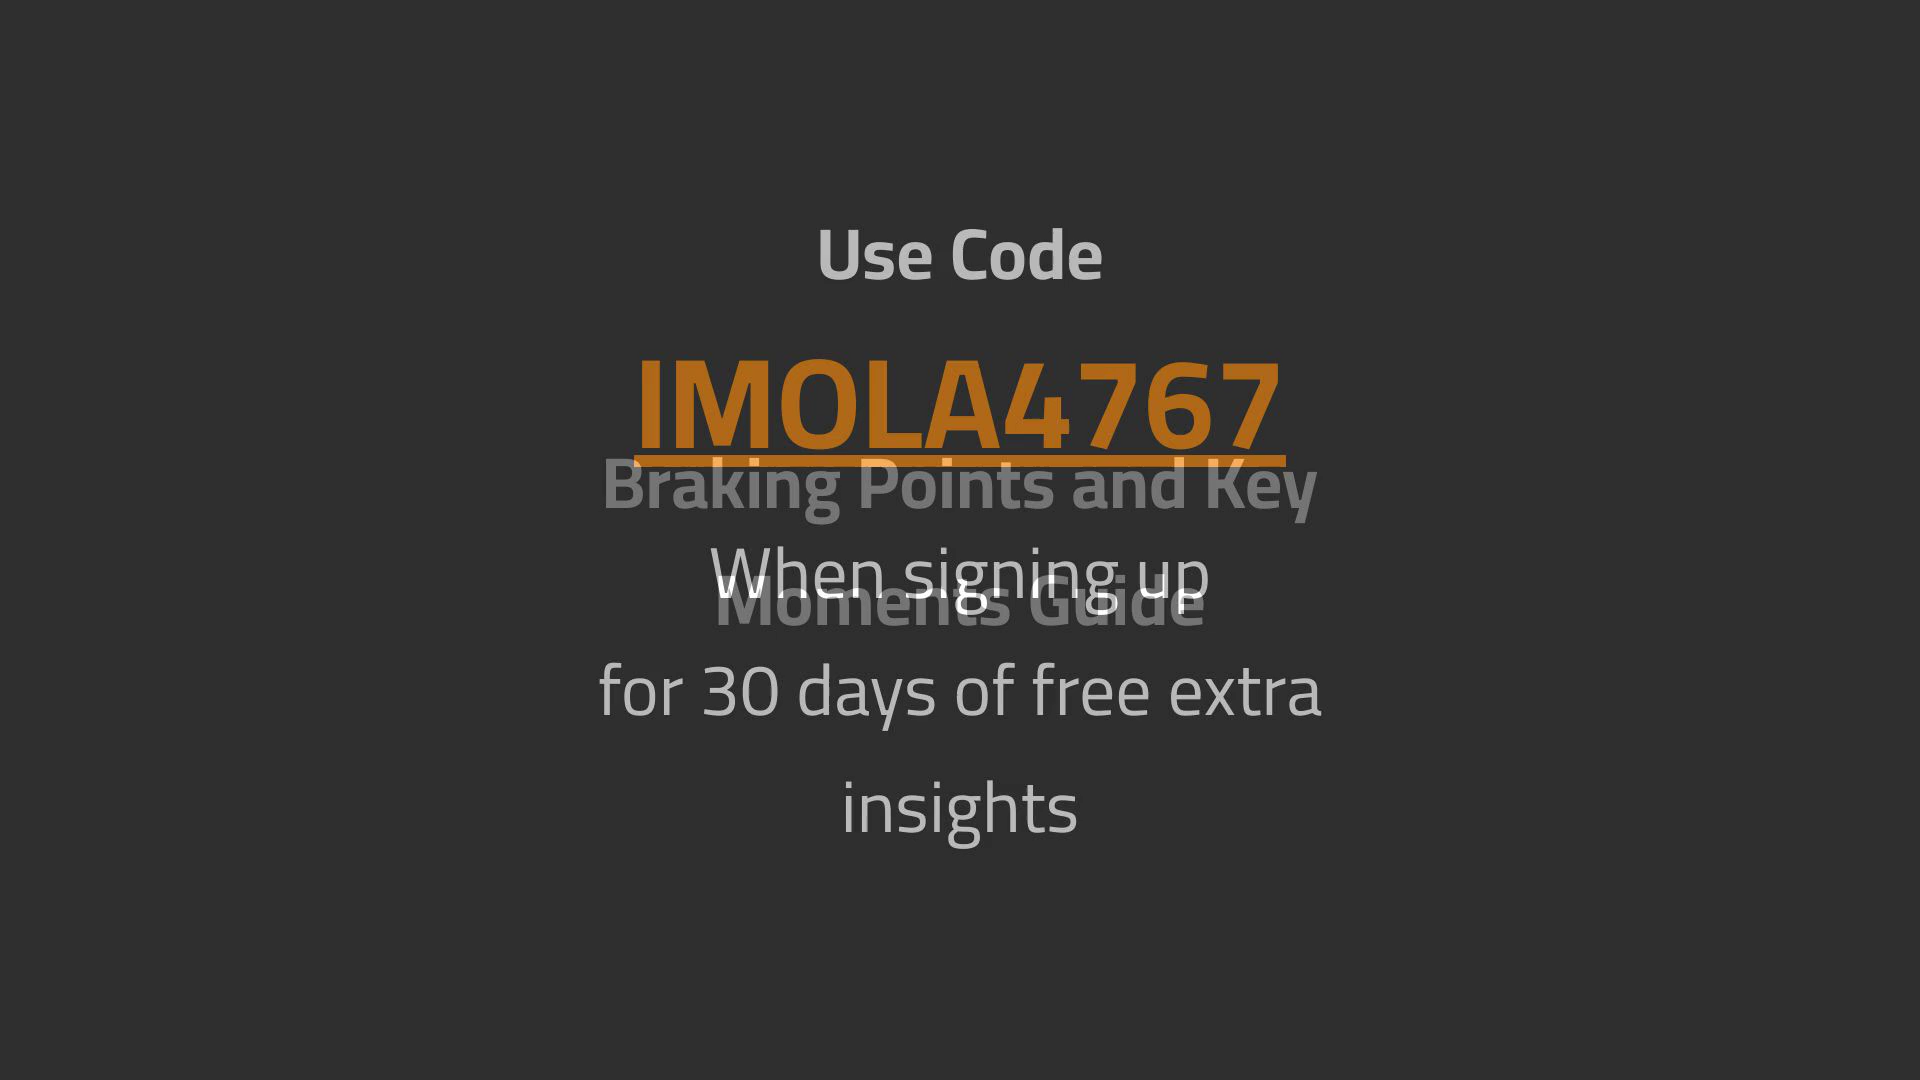 Use Code
IMOLA4767
Braking Points and Key
When signing up
Moments Guide
for 30 days of free extra
insights